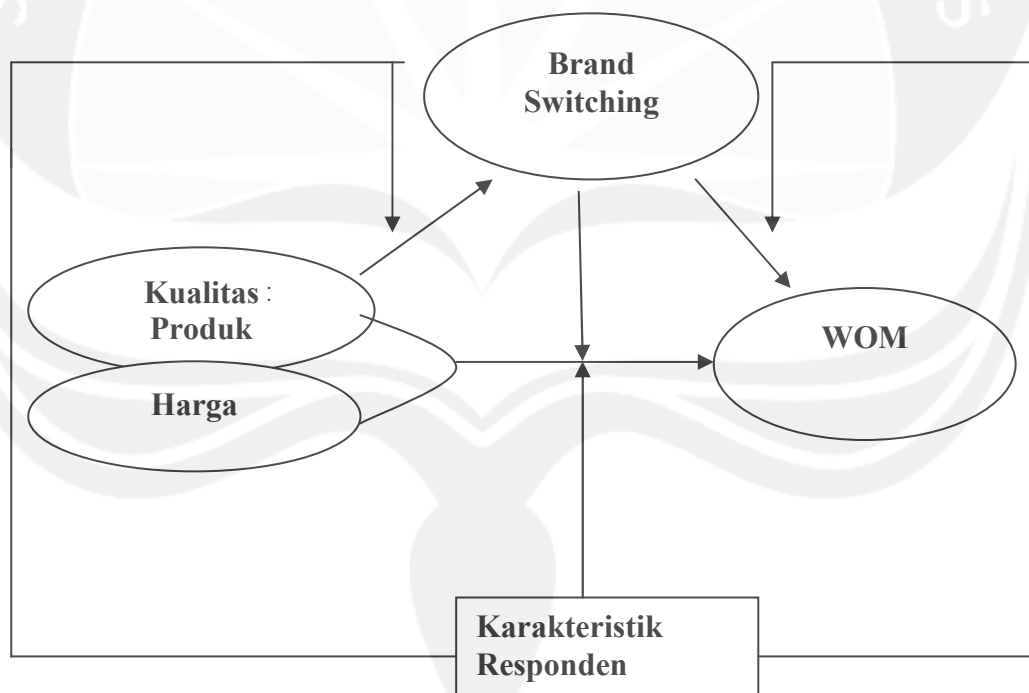 Brand
Switching
Kualitas :
Produk
Harga
WOM
Karakteristik
Responden